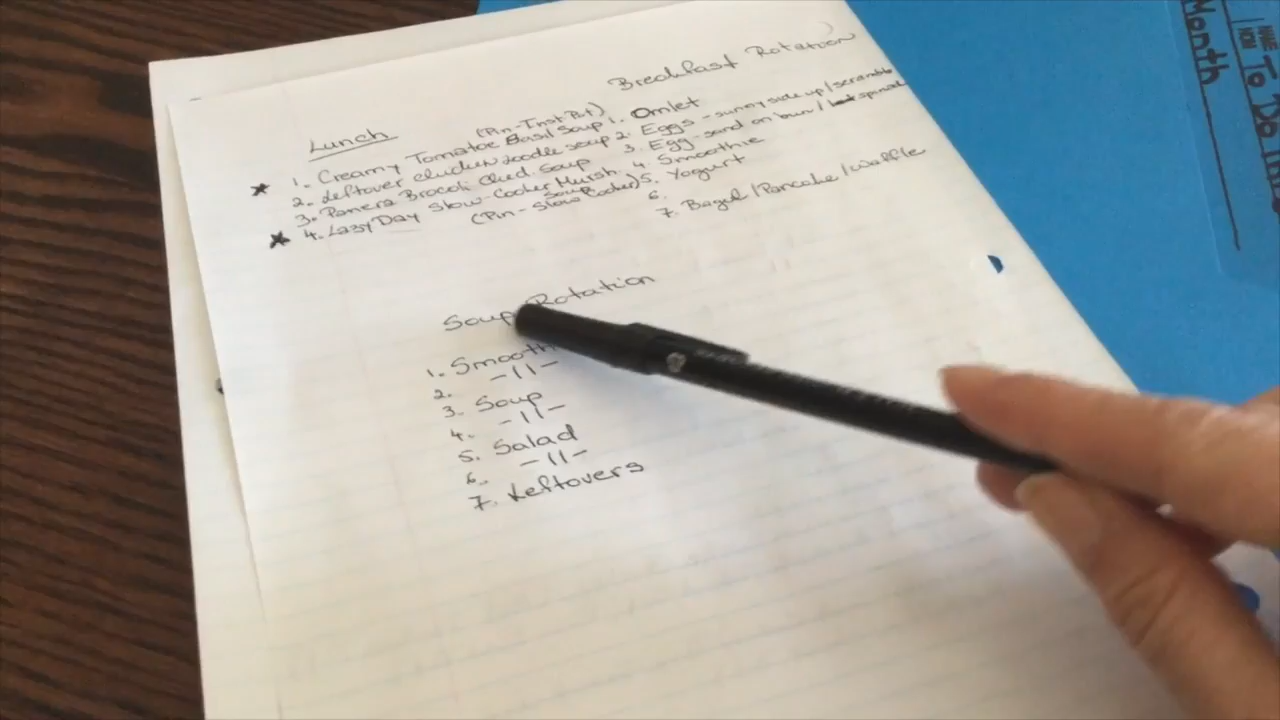 Breakfast Rotation
Lunch
(Pin-Inst Pot)
1. Creamy Tomatoe Basil Soup
2. Leftover chicken noodle soup
3. Panera Brocoli Ched. Soup
4. Lazy Day Slow-Cooker Mursh
Soup
(Pin - Slow Cooker)
1. Omlet
2. Eggs - sunny side up / scramble
3. Egg - sand on bun /
4. Smoothie
5. Yogurt
6.
7. Bagel/Pancake/Waffle
Soup Rotation
1. Smooth
2. -11-
3. Soup
4. -11-
5. Salad
6. -11-
7. Leftovers
To Do
Month